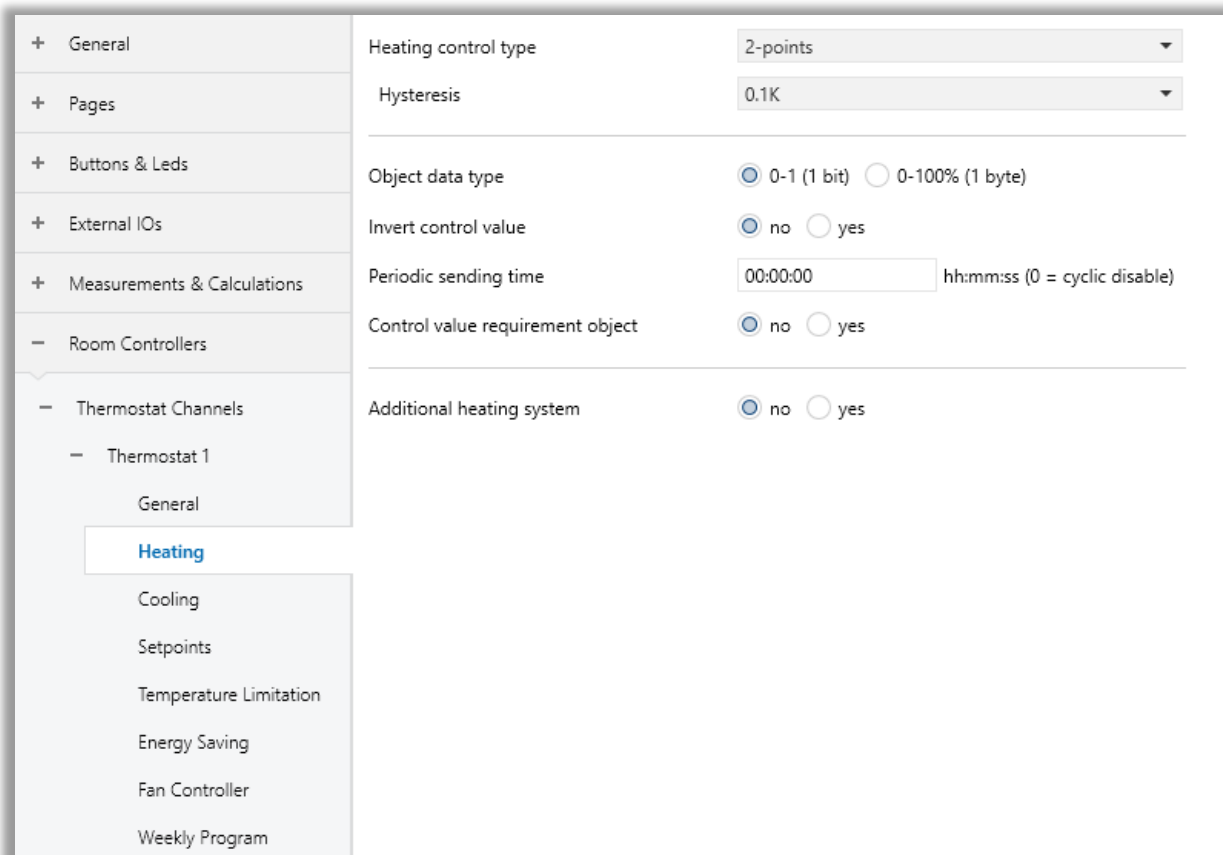 General
Pages
Buttons & Leds
External IOs
Measurements & Calculations
Room Controllers
Thermostat Channels
Thermostat 1
General
Heating
Cooling
Setpoints
Temperature Limitation
Energy Saving
Fan Controller
Weekly Program
Heating control type 2-points
Hysteresis 0.1K
Object data type 0-1 (1 bit) 0-100% (1 byte)
Invert control value no yes
Periodic sending time 00:00:00 hh:mm:ss (0 = cyclic disable)
Control value requirement object no yes
Additional heating system no yes